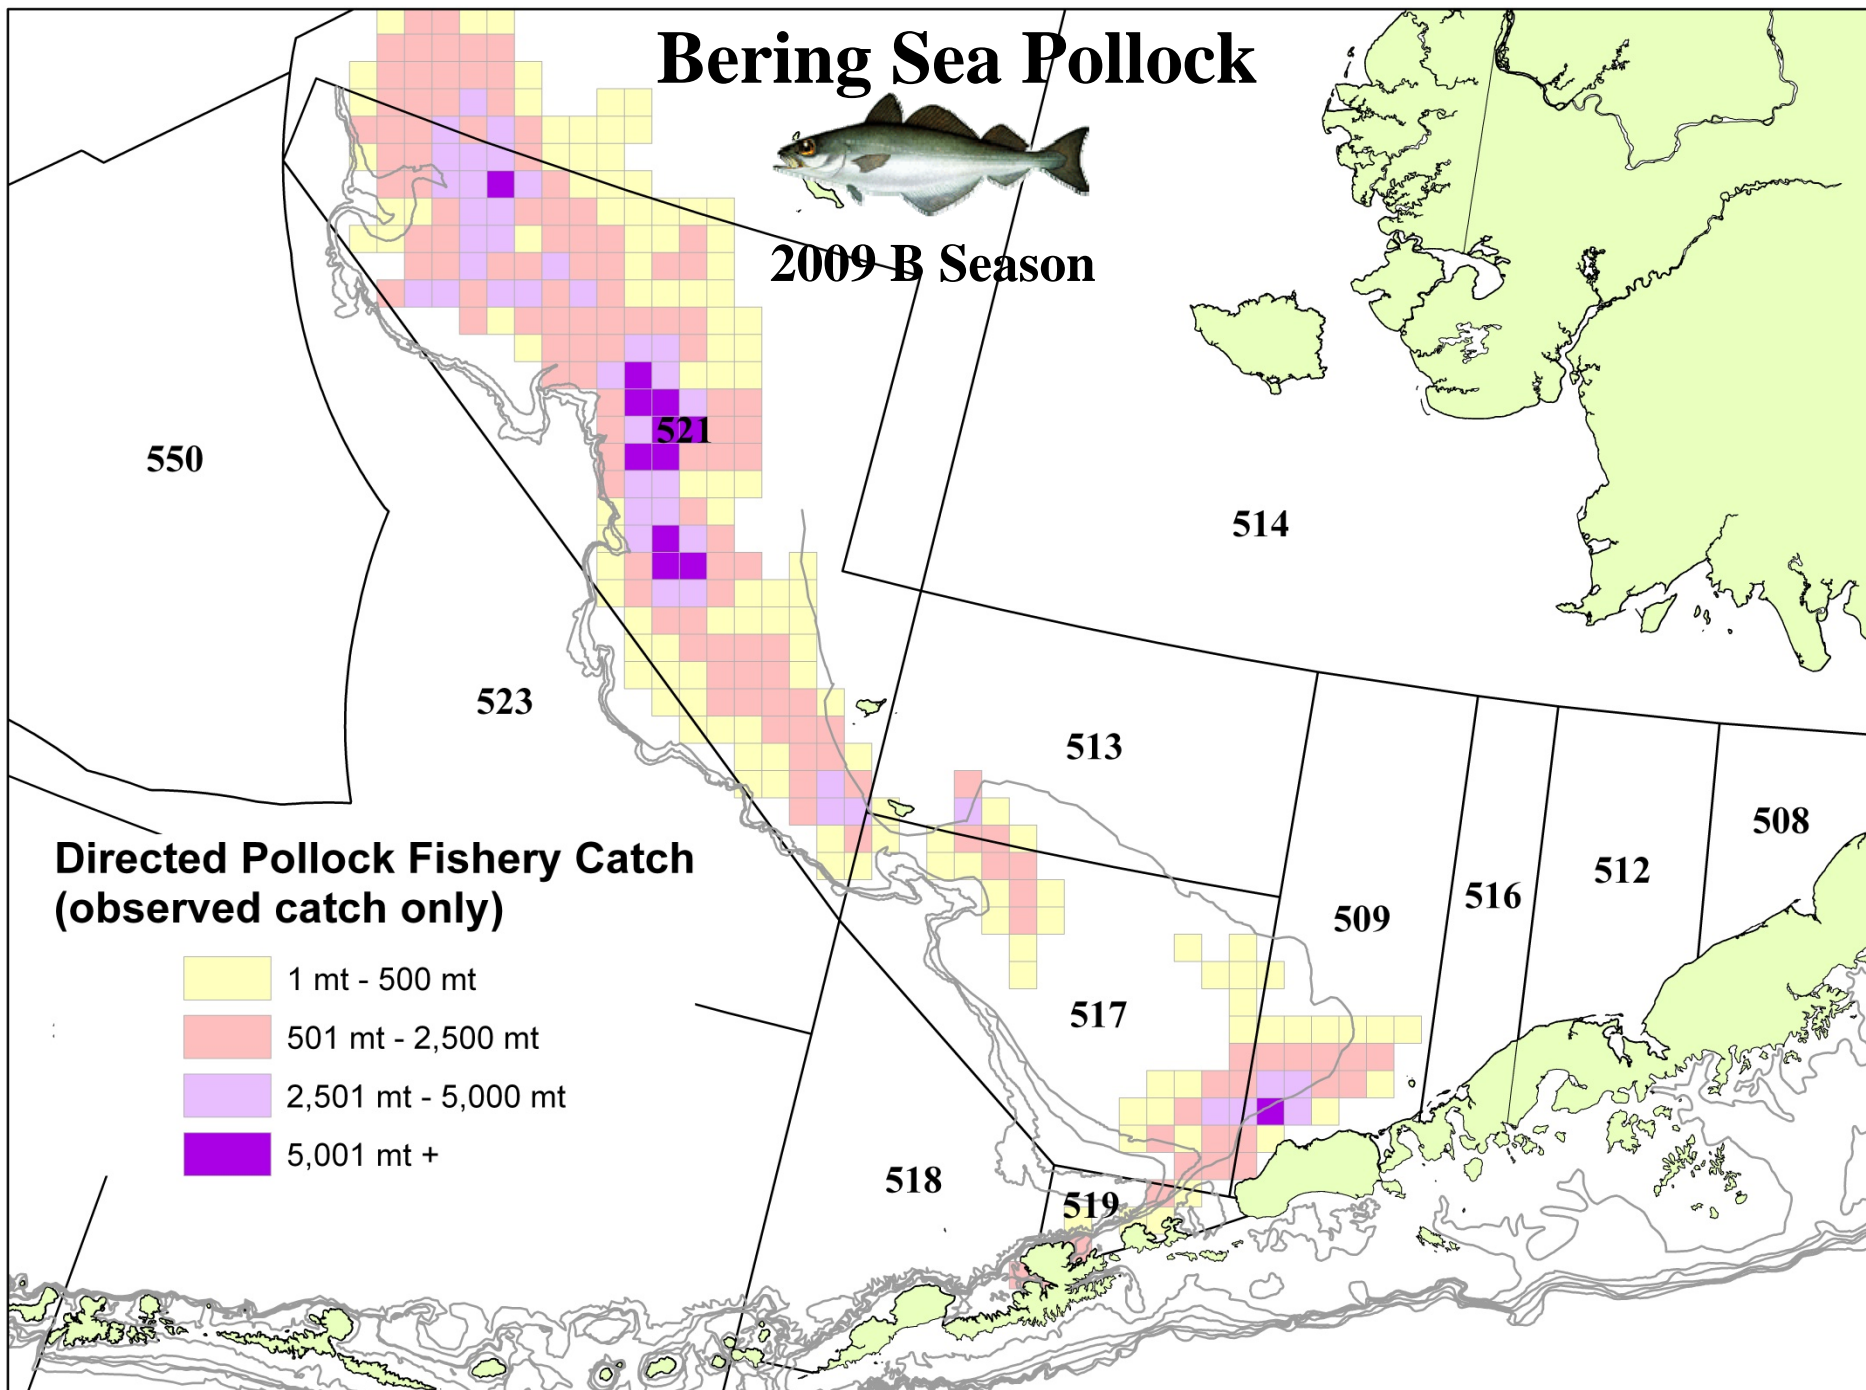 Bering Sea Pollock
2009 B Season
521
550
514
523
513
508
512
516
509
517
518
519
Directed Pollock Fishery Catch
(observed catch only)
1 mt - 500 mt
501 mt - 2,500 mt
2,501 mt - 5,000 mt
5,001 mt +